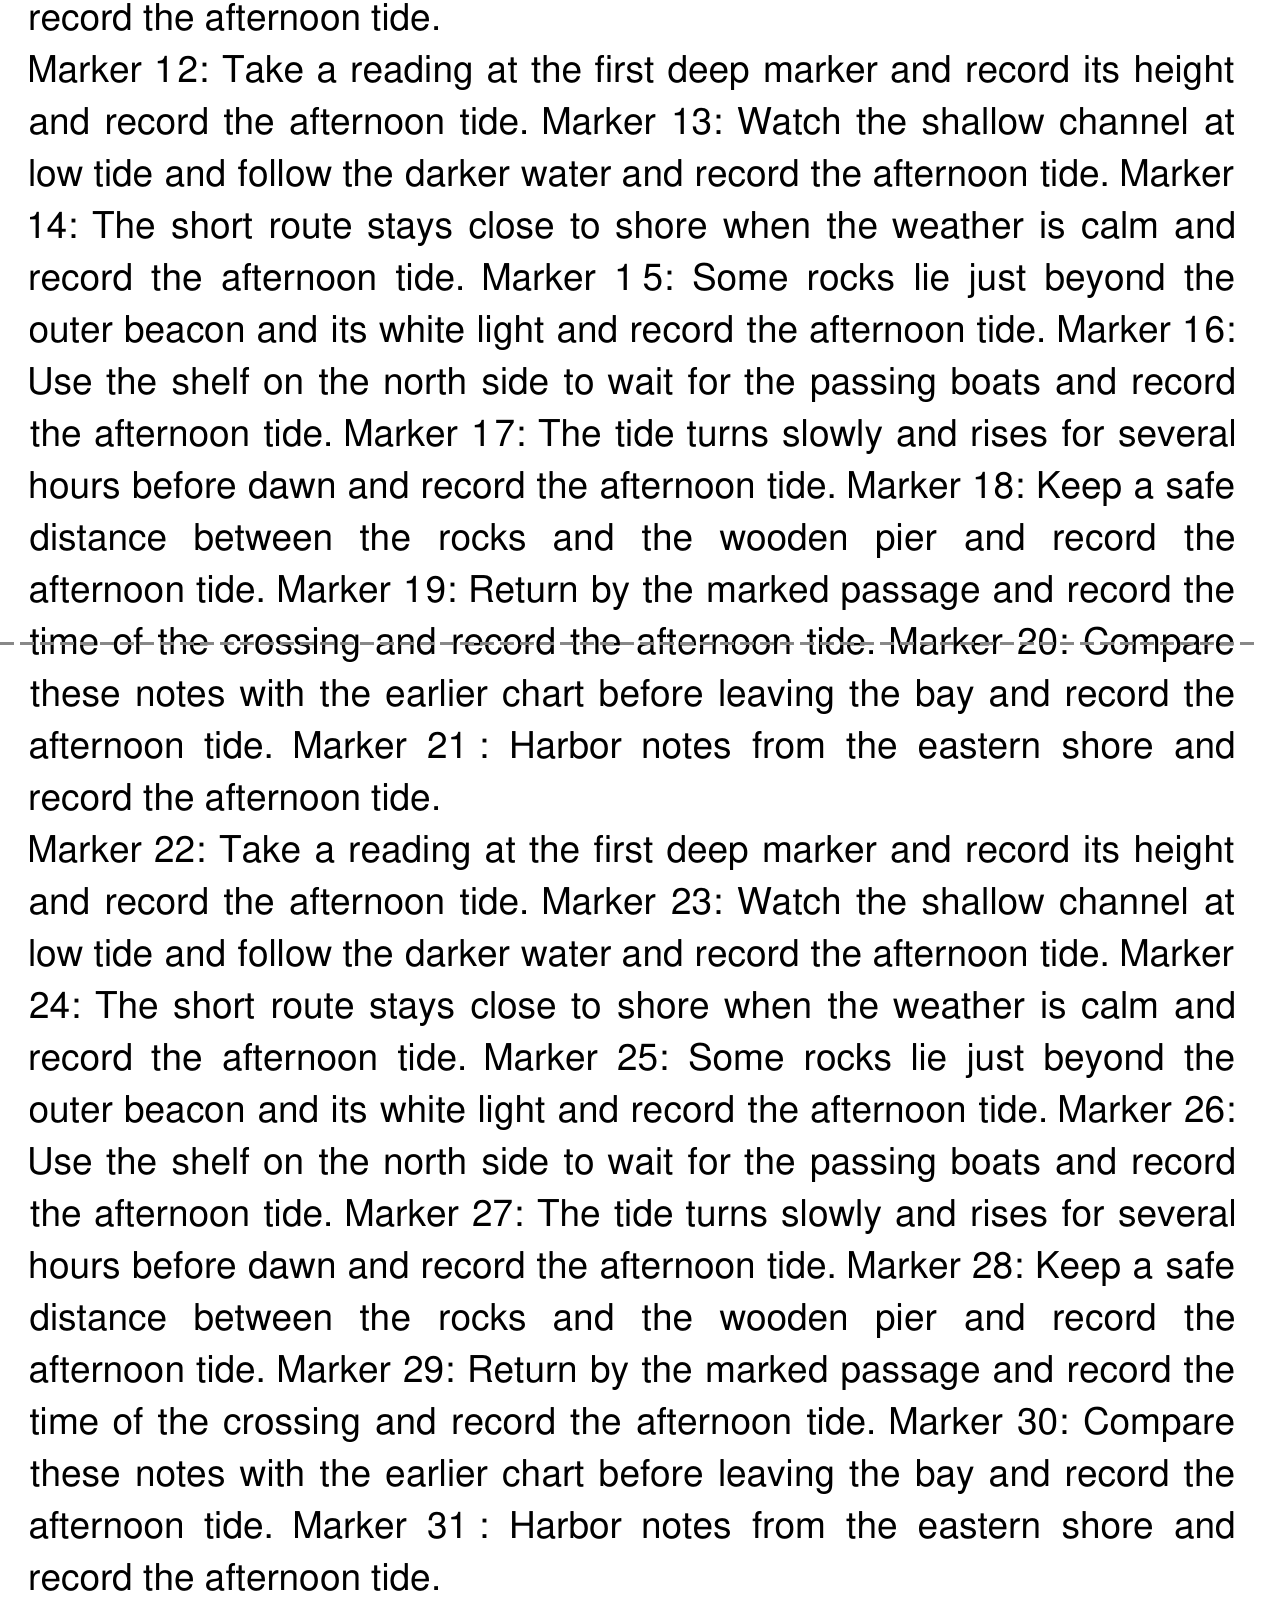 record the afternoon tide.
Marker 12: Take a reading at the first deep marker and record its height
and record the afternoon tide. Marker 13: Watch the shallow channel at
low tide and follow the darker water and record the afternoon tide. Marker
14: The short route stays close to shore when the weather is calm and
record the afternoon tide. Marker 15: Some rocks lie just beyond the
outer beacon and its white light and record the afternoon tide. Marker 16:
Use the shelf on the north side to wait for the passing boats and record
the afternoon tide. Marker 17: The tide turns slowly and rises for several
hours before dawn and record the afternoon tide. Marker 18: Keep a safe
distance between the rocks and the wooden pier and record the
afternoon tide. Marker 19: Return by the marked passage and record the
time of the crossing and record the afternoon tide. Marker 20: Compare
these notes with the earlier chart before leaving the bay and record the
afternoon tide. Marker 21 : Harbor notes from the eastern shore and
record the afternoon tide.
Marker 22: Take a reading at the first deep marker and record its height
and record the afternoon tide. Marker 23: Watch the shallow channel at
low tide and follow the darker water and record the afternoon tide. Marker
24: The short route stays close to shore when the weather is calm and
record the afternoon tide. Marker 25: Some rocks lie just beyond the
outer beacon and its white light and record the afternoon tide. Marker 26:
Use the shelf on the north side to wait for the passing boats and record
the afternoon tide. Marker 27: The tide turns slowly and rises for several
hours before dawn and record the afternoon tide. Marker 28: Keep a safe
distance between the rocks and the wooden pier and record the
afternoon tide. Marker 29: Return by the marked passage and record the
time of the crossing and record the afternoon tide. Marker 30: Compare
these notes with the earlier chart before leaving the bay and record the
afternoon tide. Marker 31 : Harbor notes from the eastern shore and
record the afternoon tide.